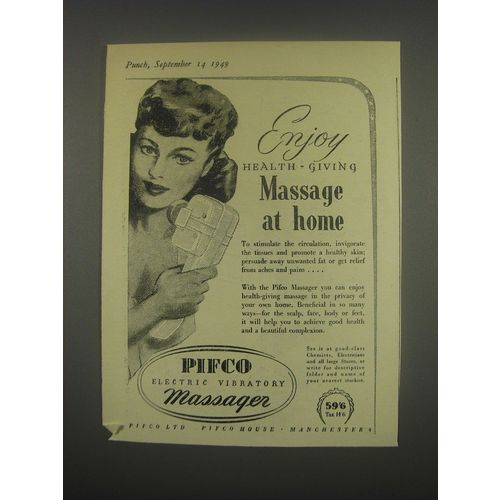 Punch, September 14 1949
Enjoy
HEALTH-GIVING
Massage
at home
To stimulate the circulation, invigorate
the tissues and promote a healthy skin;
persuade away unwanted fat or get relief
from aches and pains . . . .
With the Pifco Massager you can enjoy
health-giving massage in the privacy of
your own home. Beneficial in so many
ways—for the scalp, face, body or feet,
it will help you to achieve good health
and a beautiful complexion.
See it at good-class
Chemists, Electricians
and all large Stores, or
write for descriptive
folder and name of
your nearest stockist.
PIFCO
ELECTRIC VIBRATORY
Massager
59'6
PIFCO LTD · PIFCO HOUSE · MANCHESTER 4